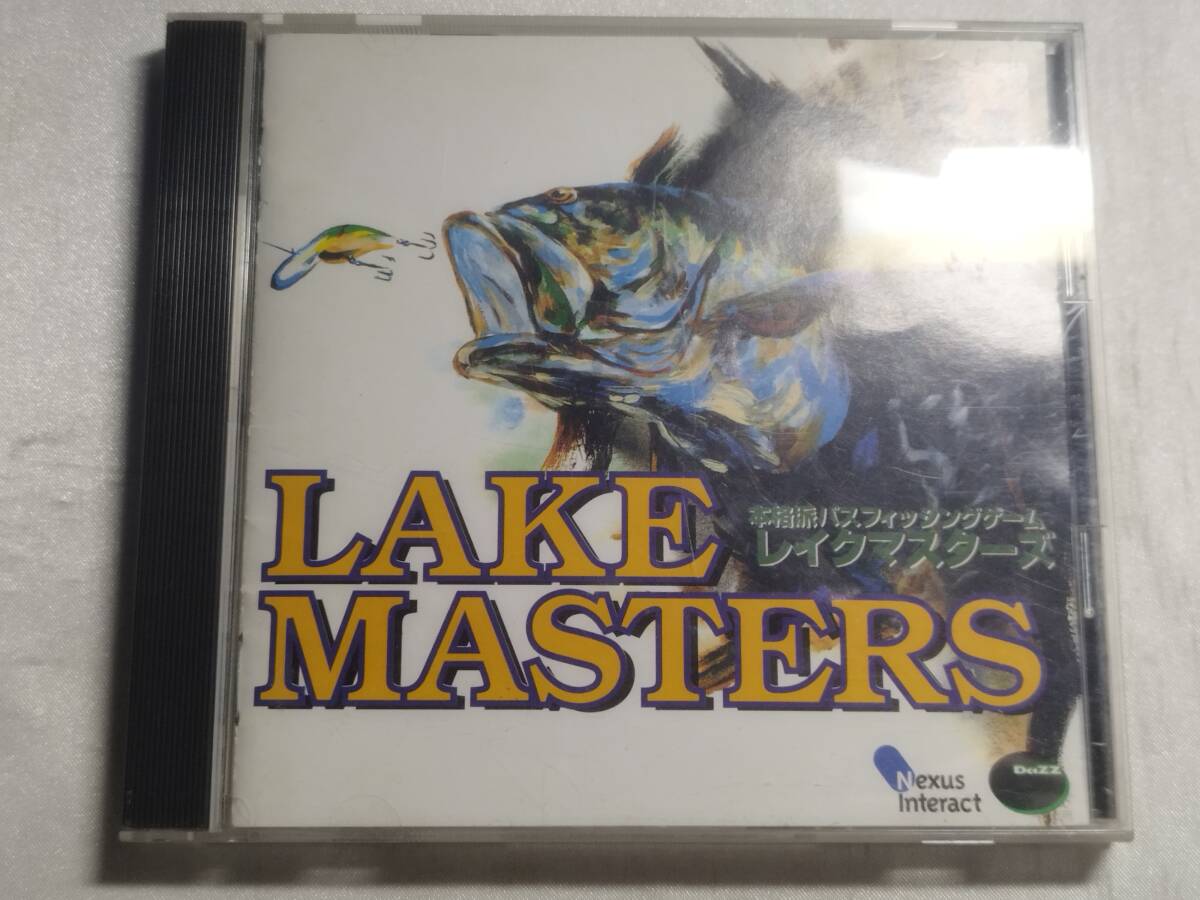 LAKE
MASTERS
本格派バスフィッシングゲーム
レイクマスターズ
Nexus
Interact
DaZZ